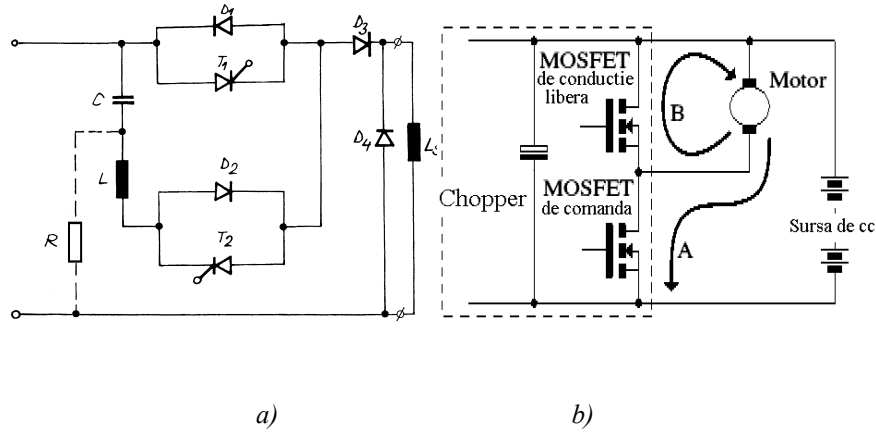 D1
T1
D3
C
D4
L
D2
T2
R
MOSFET
de conductie
libera
Motor
B
Chopper
MOSFET
de comanda
A
Sursa de cc
a)
b)